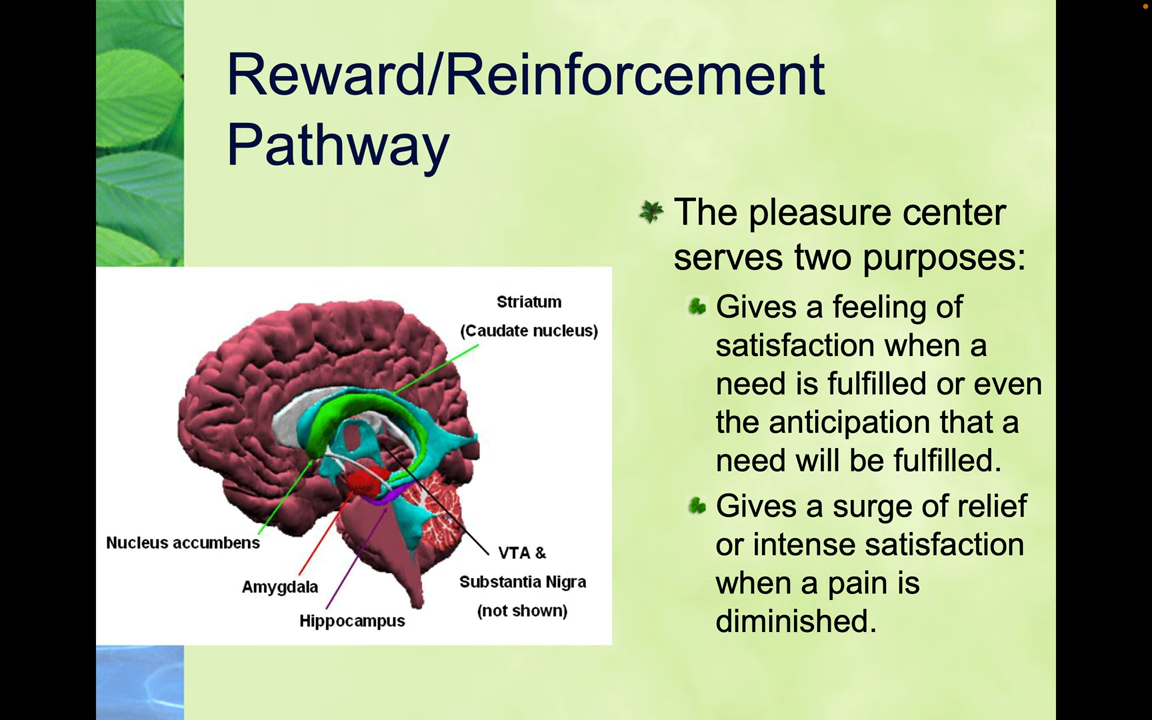 Reward/Reinforcement
Pathway
The pleasure center
serves two purposes:
Gives a feeling of
satisfaction when a
need is fulfilled or even
the anticipation that a
need will be fulfilled.
Gives a surge of relief
or intense satisfaction
when a pain is
diminished.
Striatum
(Caudate nucleus)
Nucleus accumbens
Amygdala
Hippocampus
VTA &
Substantia Nigra
(not shown)